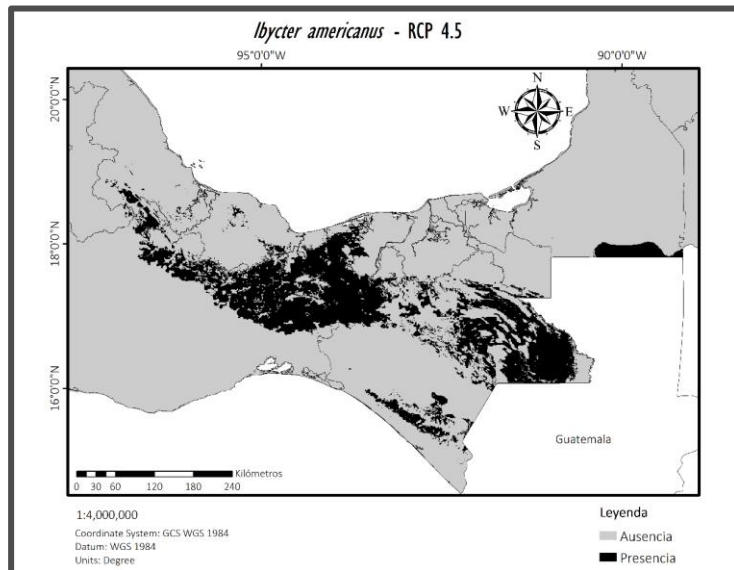 Ibycter americanus - RCP 4.5
95°0'0"W 90°0'0"W
20°0'0"N
18°0'0"N
16°0'0"N
N
W E
S
Guatemala
Kilómetros
0 30 60 120 180 240
1:4,000,000
Coordinate System: GCS WGS 1984
Datum: WGS 1984
Units: Degree
Leyenda
Ausencia
Presencia